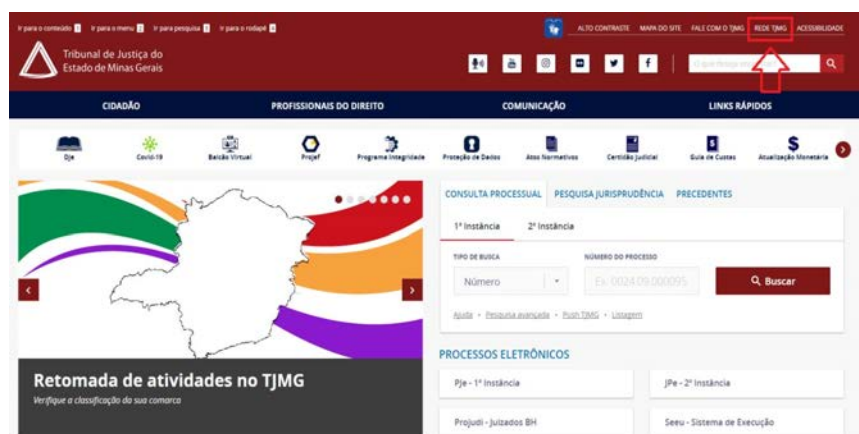 Ir para o conteúdo 1 Ir para o menu 2 Ir para pesquisa 3 Ir para o rodapé 4
ALTO CONTRASTE MAPA DO SITE FALE COM O TJMG REDE TJMG ACESSIBILIDADE
Tribunal de Justiça do
Estado de Minas Gerais
O que
CIDADÃO PROFISSIONAIS DO DIREITO COMUNICAÇÃO LINKS RÁPIDOS
Dje Covid-19 Balcão Virtual Projef Programa Integridade Proteção de Dados Atos Normativos Certidão Judicial Guia de Custas Atualização Monetária
CONSULTA PROCESSUAL PESQUISA JURISPRUDÊNCIA PRECEDENTES
1ª Instância 2ª Instância
TIPO DE BUSCA NÚMERO DO PROCESSO
Número Ex: 0024.09.000095 Buscar
Ajuda • Pesquisa avançada • Push TJMG • Listagem
PROCESSOS ELETRÔNICOS
Retomada de atividades no TJMG
Verifique a classificação da sua comarca
PJe - 1ª Instância JPe - 2ª Instância
Projudi - Juizados BH Seeu - Sistema de Execução